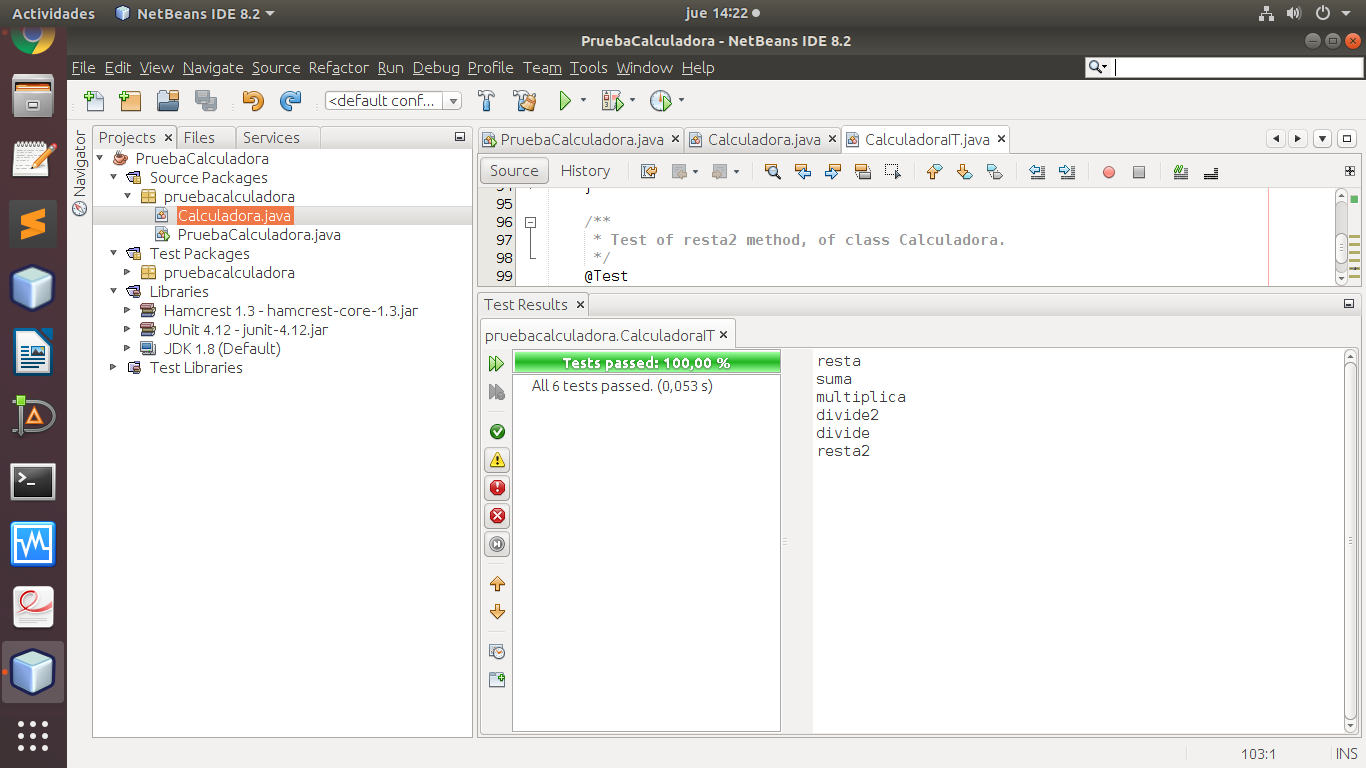 Actividades NetBeans IDE 8.2 jue 14:22
PruebaCalculadora - NetBeans IDE 8.2
File Edit View Navigate Source Refactor Run Debug Profile Team Tools Window Help
<default conf...
Navigator
Projects Files Services
PruebaCalculadora
Source Packages
pruebacalculadora
Calculadora.java
PruebaCalculadora.java
Test Packages
pruebacalculadora
Libraries
Hamcrest 1.3 - hamcrest-core-1.3.jar
JUnit 4.12 - junit-4.12.jar
JDK 1.8 (Default)
Test Libraries
PruebaCalculadora.java Calculadora.java CalculadoraIT.java
Source History
94 }
95
96 /**
97 * Test of resta2 method, of class Calculadora.
98 */
99 @Test
Test Results
pruebacalculadora.CalculadoraIT
Tests passed: 100,00 %
All 6 tests passed. (0,053 s)
resta
suma
multiplica
divide2
divide
resta2
103:1 INS